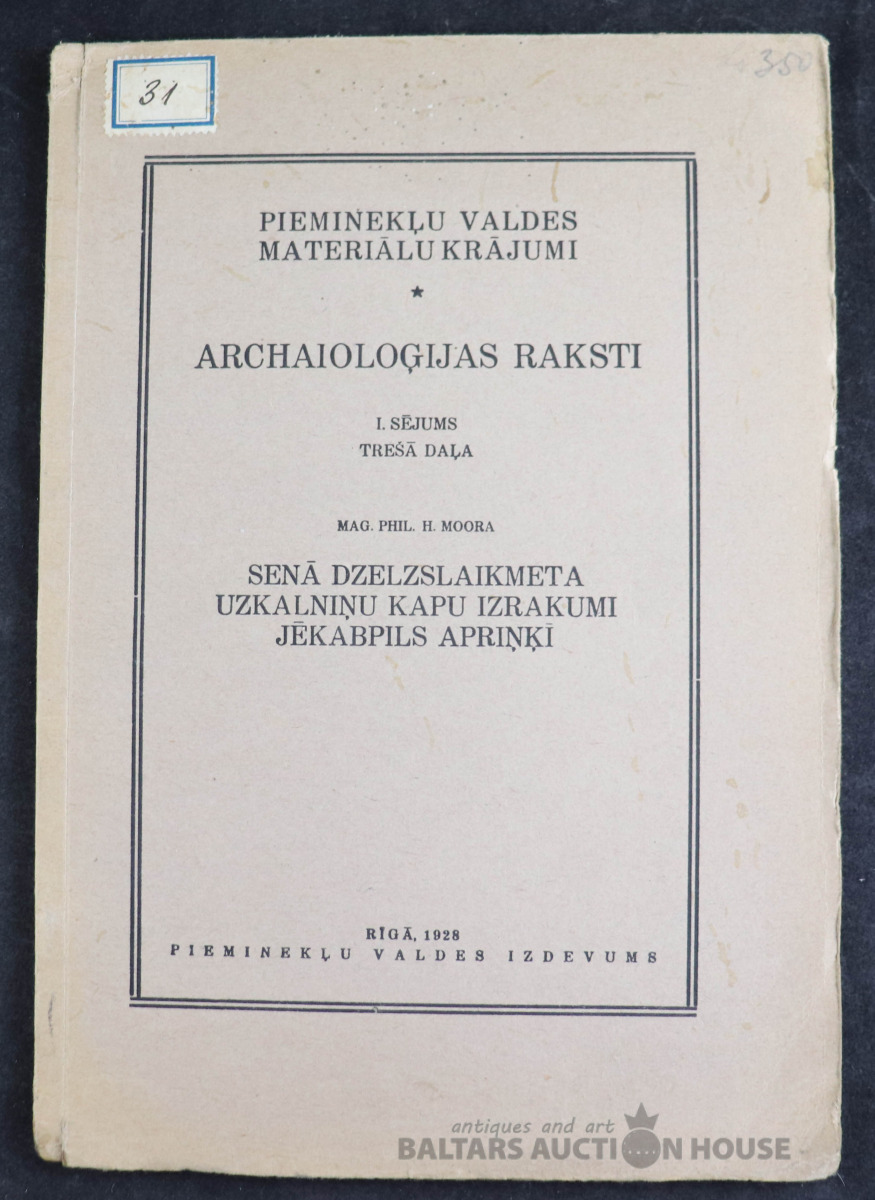 31
350
PIEMINEKĻU VALDES
MATERIĀLU KRĀJUMI
★
ARCHAIOLOĢIJAS RAKSTI
I. SĒJUMS
TREŠĀ DAĻA
MAG. PHIL. H. MOORA
SENĀ DZELZSLAIKMETA
UZKALNIŅU KAPU IZRAKUMI
JĒKABPILS APRIŅĶĪ
RĪGĀ, 1928
PIEMINEKĻU VALDES IZDEVUMS
antiques and art
BALTARS AUCTION HOUSE